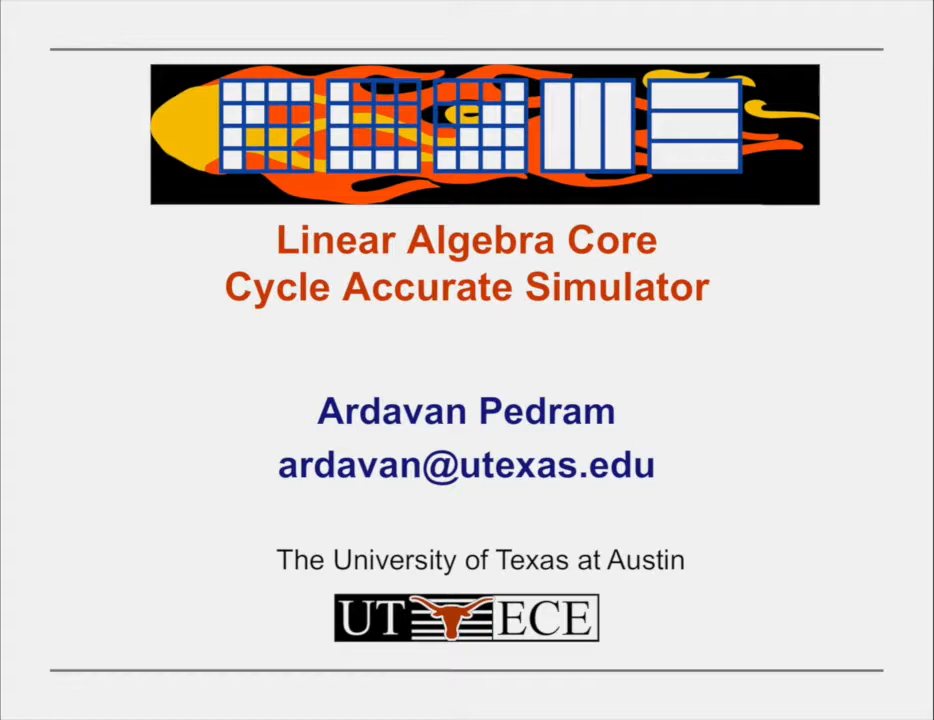 Linear Algebra Core
Cycle Accurate Simulator
Ardavan Pedram
ardavan@utexas.edu
The University of Texas at Austin
UT ECE